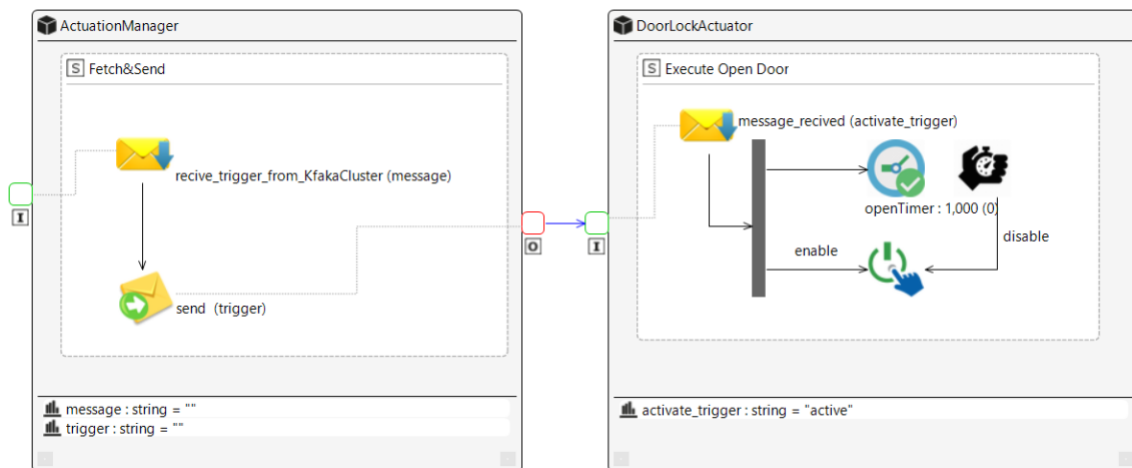 ActuationManager
S Fetch&Send
recive_trigger_from_KfakaCluster (message)
I
send (trigger)
O
message : string = ""
trigger : string = ""
DoorLockActuator
S Execute Open Door
message_recived (activate_trigger)
openTimer : 1,000 (0)
disable
enable
I
activate_trigger : string = "active"